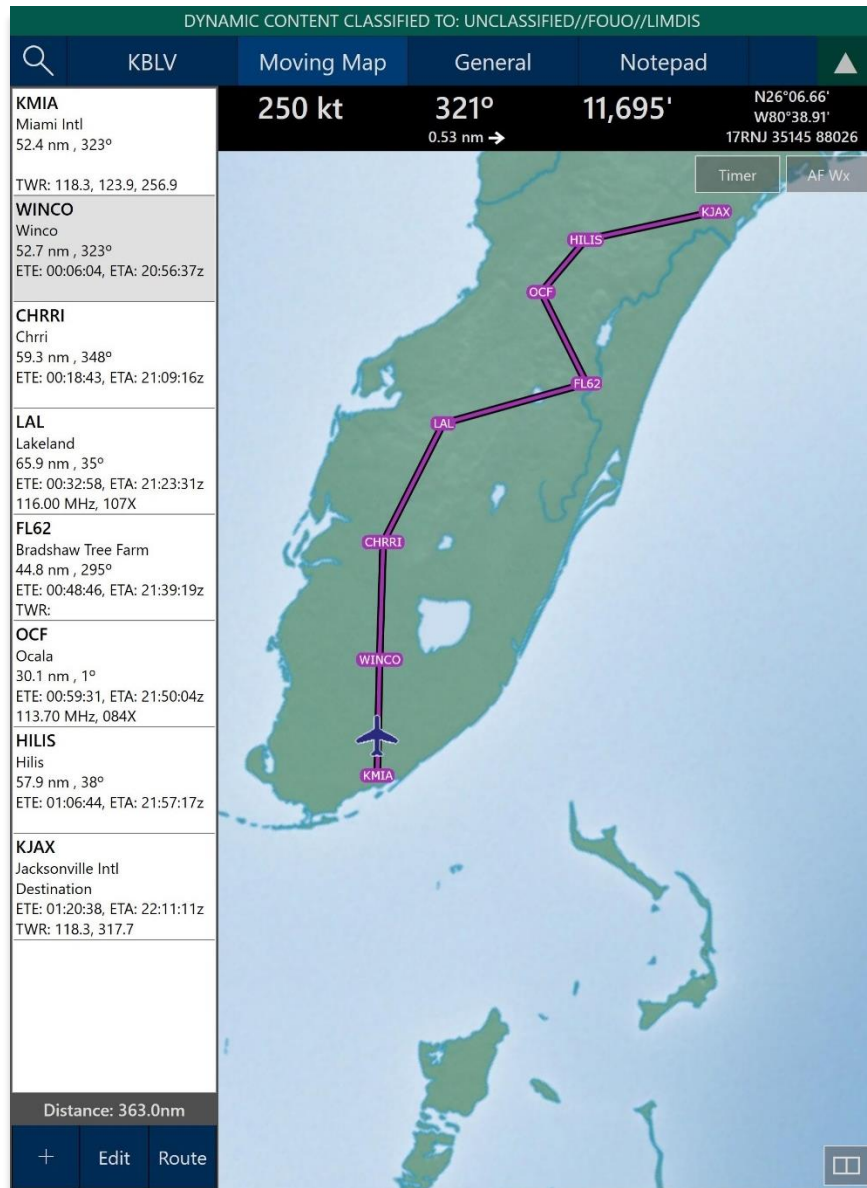 DYNAMIC CONTENT CLASSIFIED TO: UNCLASSIFIED//FOUO//LIMDIS
KBLV
Moving Map
General
Notepad
250 kt
321º
0.53 nm →
11,695'
N26°06.66'
W80°38.91'
17RNJ 35145 88026
Timer
AF Wx
KMIA
Miami Intl
52.4 nm , 323º
TWR: 118.3, 123.9, 256.9
WINCO
Winco
52.7 nm , 323º
ETE: 00:06:04, ETA: 20:56:37z
CHRRI
Chrri
59.3 nm , 348º
ETE: 00:18:43, ETA: 21:09:16z
LAL
Lakeland
65.9 nm , 35º
ETE: 00:32:58, ETA: 21:23:31z
116.00 MHz, 107X
FL62
Bradshaw Tree Farm
44.8 nm , 295º
ETE: 00:48:46, ETA: 21:39:19z
TWR:
OCF
Ocala
30.1 nm , 1º
ETE: 00:59:31, ETA: 21:50:04z
113.70 MHz, 084X
HILIS
Hilis
57.9 nm , 38º
ETE: 01:06:44, ETA: 21:57:17z
KJAX
Jacksonville Intl
Destination
ETE: 01:20:38, ETA: 22:11:11z
TWR: 118.3, 317.7
Distance: 363.0nm
+
Edit
Route
KJAX
HILIS
OCF
FL62
LAL
CHRRI
WINCO
KMIA